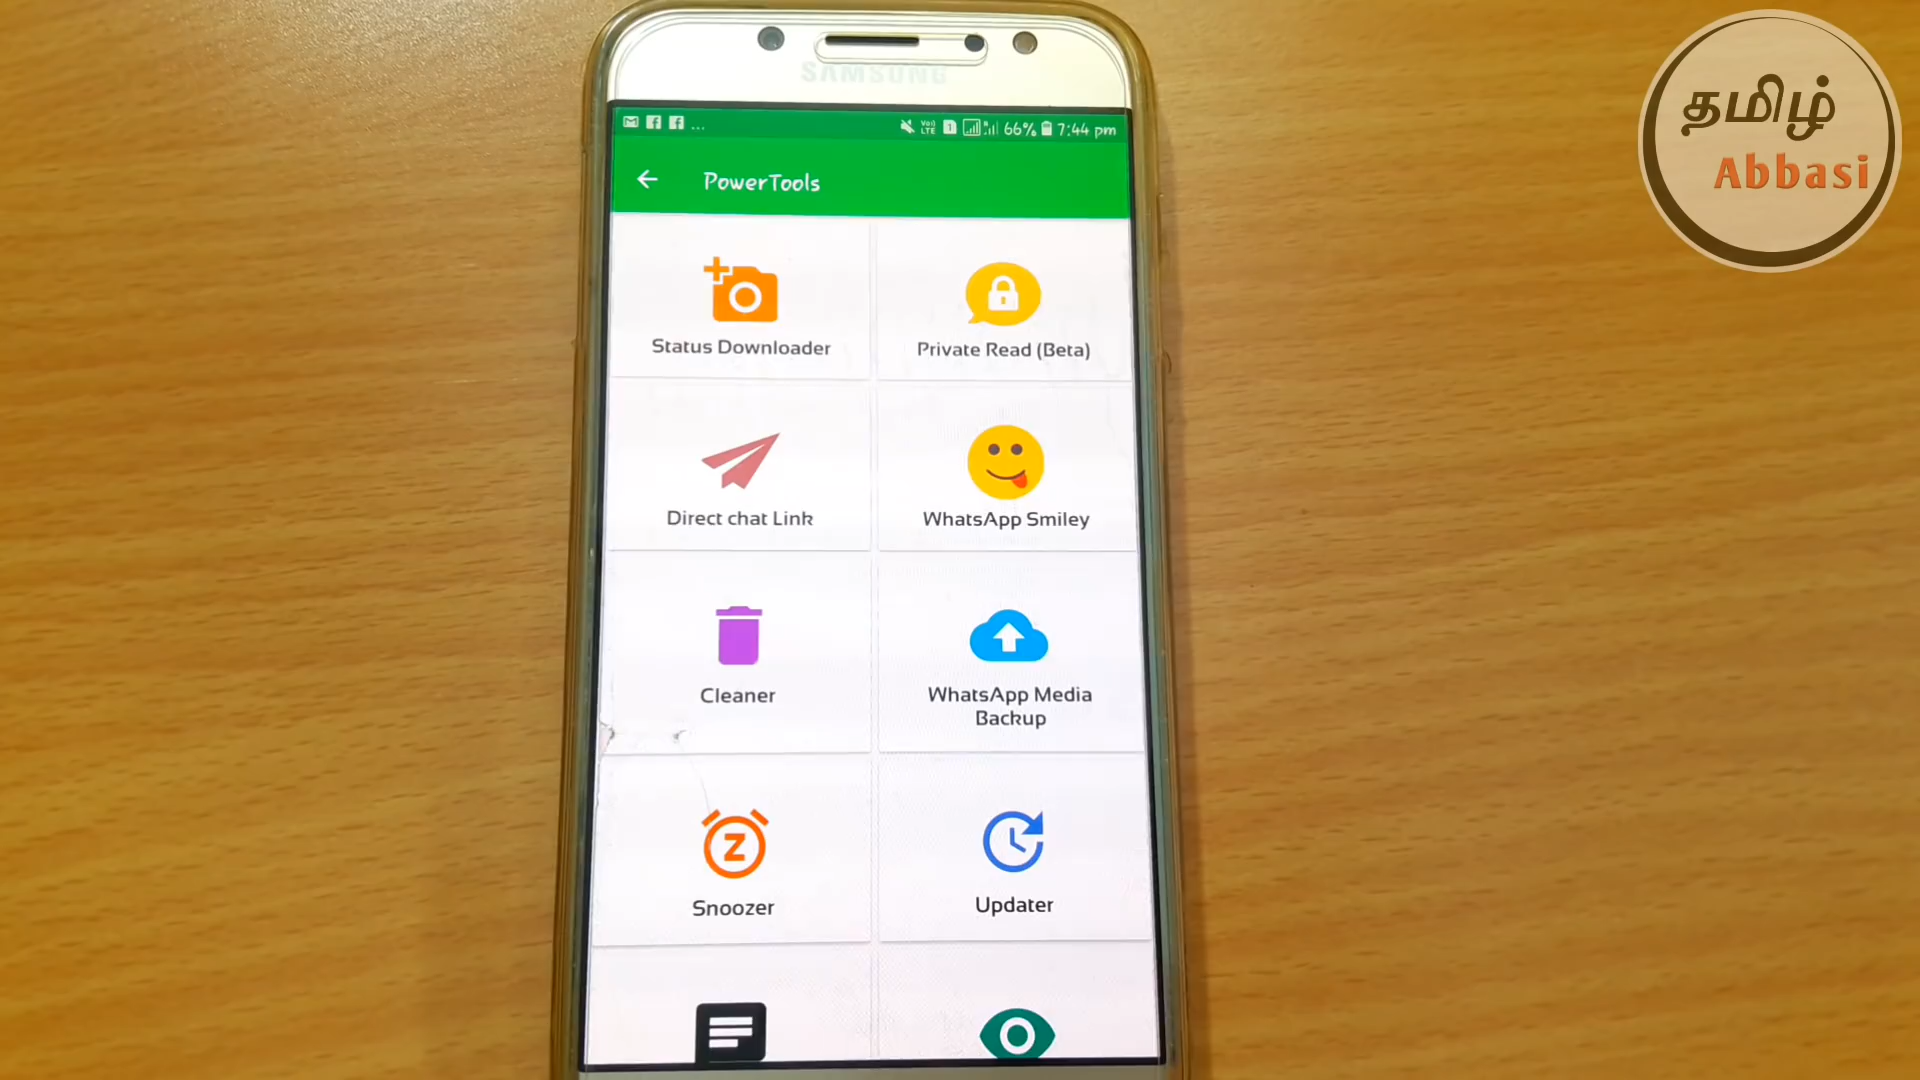 SAMSUNG
... 66% 7:44 pm
PowerTools
Status Downloader
Private Read (Beta)
Direct chat Link
WhatsApp Smiley
Cleaner
WhatsApp Media
Backup
Snoozer
Updater
தமிழ்
Abbasi